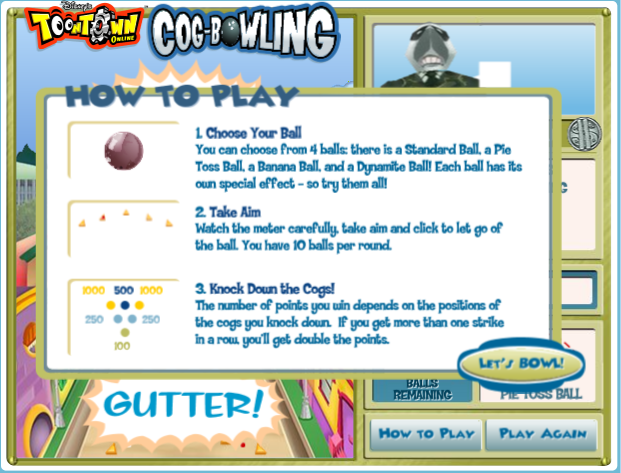 Disney's
TOONTOWN
ONLINE
COG-BOWLING
HOW TO PLAY
1. Choose Your Ball
You can choose from 4 balls: there is a Standard Ball, a Pie
Toss Ball, a Banana Ball, and a Dynamite Ball! Each ball has its
own special effect - so try them all!
2. Take Aim
Watch the meter carefully, take aim and click to let go of
the ball. You have 10 balls per round.
1000 500 1000
250 250
100
3. Knock Down the Cogs!
The number of points you win depends on the positions of
the cogs you knock down. If you get more than one strike
in a row, you'll get double the points.
LET'S BOWL!
GUTTER!
BALLS
REMAINING
PIE TOSS BALL
HOW TO PLAY
PLAY AGAIN